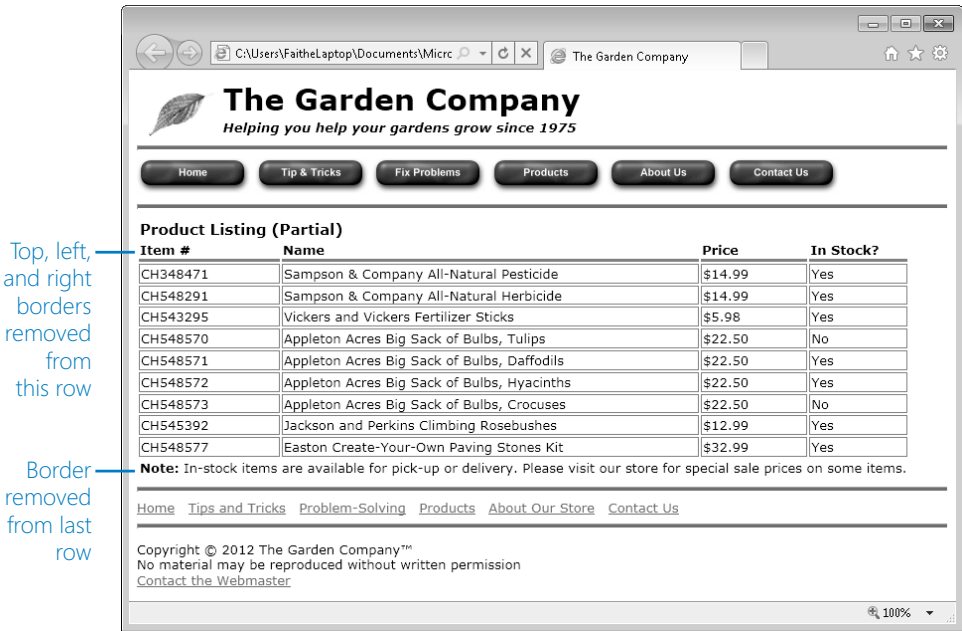 C:\Users\FaitheLaptop\Documents\Micrc
The Garden Company
The Garden Company
Helping you help your gardens grow since 1975
Home Tip & Tricks Fix Problems Products About Us Contact Us
Product Listing (Partial)
Item # Name Price In Stock?
CH348471 Sampson & Company All-Natural Pesticide $14.99 Yes
CH548291 Sampson & Company All-Natural Herbicide $14.99 Yes
CH543295 Vickers and Vickers Fertilizer Sticks $5.98 Yes
CH548570 Appleton Acres Big Sack of Bulbs, Tulips $22.50 No
CH548571 Appleton Acres Big Sack of Bulbs, Daffodils $22.50 Yes
CH548572 Appleton Acres Big Sack of Bulbs, Hyacinths $22.50 Yes
CH548573 Appleton Acres Big Sack of Bulbs, Crocuses $22.50 No
CH545392 Jackson and Perkins Climbing Rosebushes $12.99 Yes
CH548577 Easton Create-Your-Own Paving Stones Kit $32.99 Yes
Note: In-stock items are available for pick-up or delivery. Please visit our store for special sale prices on some items.
Home Tips and Tricks Problem-Solving Products About Our Store Contact Us
Copyright © 2012 The Garden Company™
No material may be reproduced without written permission
Contact the Webmaster
100%
Top, left,
and right
borders
removed
from
this row
Border
removed
from last
row